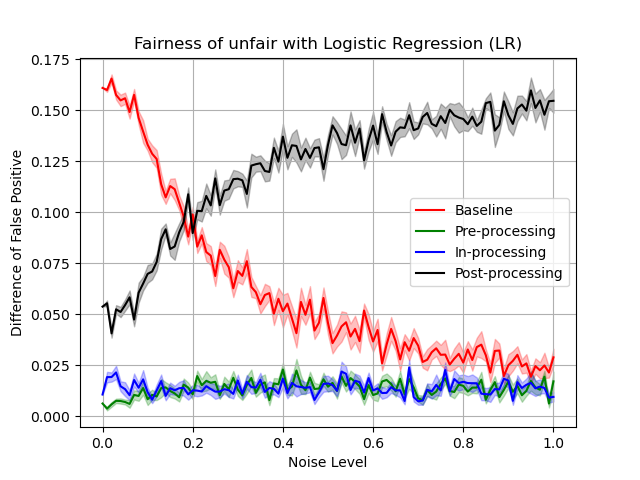 Fairness of unfair with Logistic Regression (LR)
Difference of False Positive
0.175
0.150
0.125
0.100
0.075
0.050
0.025
0.000
Baseline
Pre-processing
In-processing
Post-processing
0.0 0.2 0.4 0.6 0.8 1.0
Noise Level